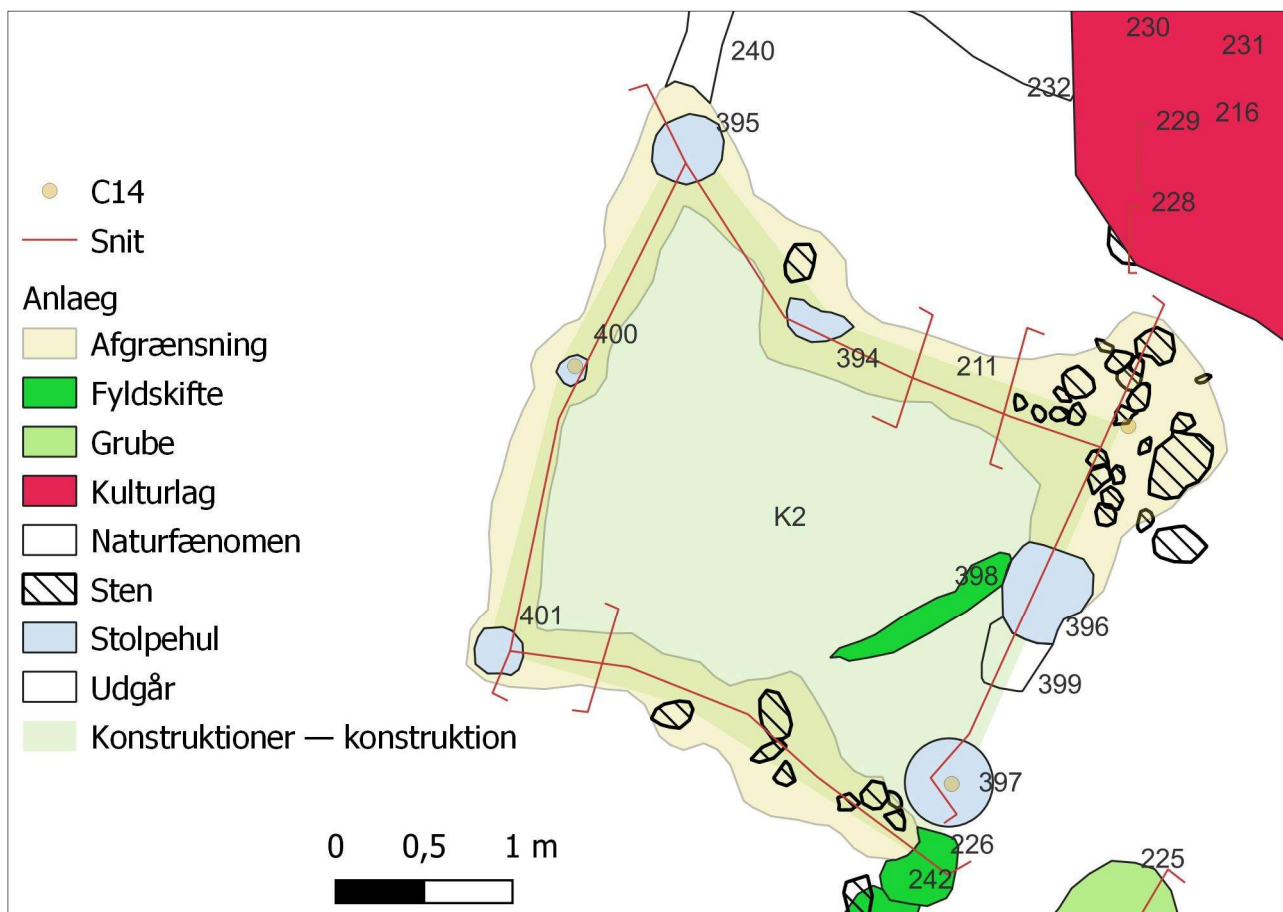 230
231
240
232
216
229
395
228
C14
Snit
Anlaeg
Afgrænsning
Fyldskifte
Grube
Kulturlag
Naturfænomen
Sten
Stolpehul
Udgår
Konstruktioner — konstruktion
400
394
211
K2
398
401
396
399
397
226
242
225
0 0,5 1 m